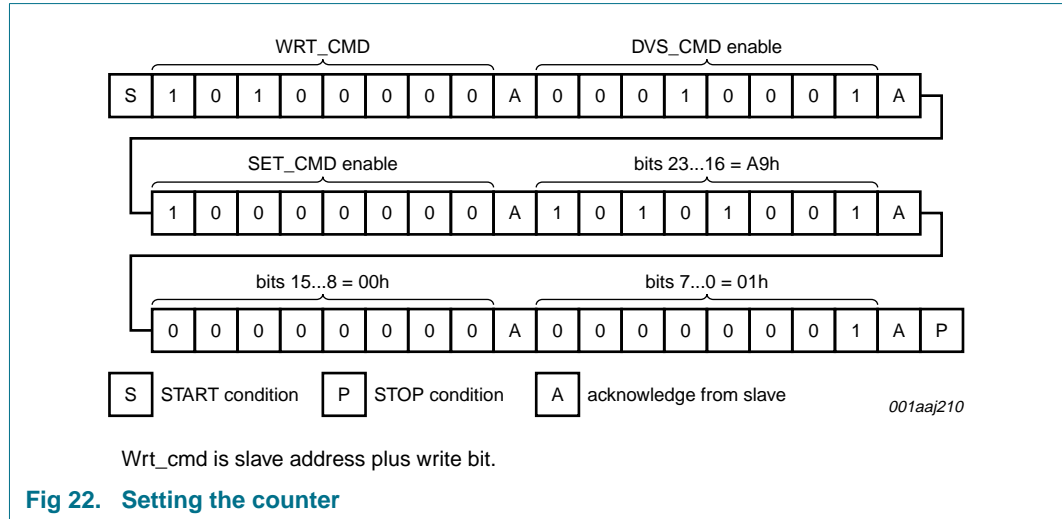 WRT_CMD DVS_CMD enable
S 1 0 1 0 0 0 0 0 A 0 0 0 1 0 0 0 1 A
SET_CMD enable bits 23...16 = A9h
1 0 0 0 0 0 0 0 A 1 0 1 0 1 0 0 1 A
bits 15...8 = 00h bits 7...0 = 01h
0 0 0 0 0 0 0 0 A 0 0 0 0 0 0 0 1 A P
S START condition P STOP condition A acknowledge from slave
001aaj210
Wrt_cmd is slave address plus write bit.
Fig 22. Setting the counter